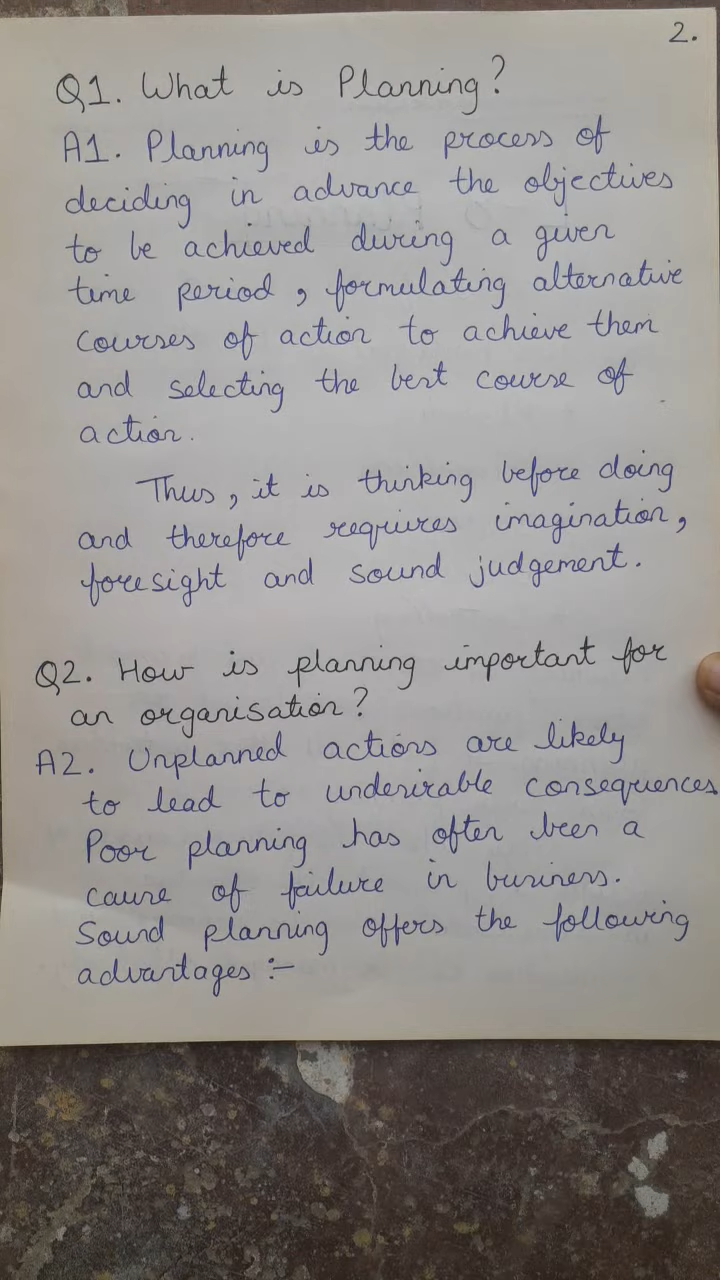 2.
Q1. What is Planning?
A1. Planning is the process of
deciding in advance the objectives
to be achieved during a given
time period, formulating alternative
courses of action to achieve them
and selecting the best course of
action.
Thus, it is thinking before doing
and therefore requires imagination,
foresight and sound judgement.
Q2. How is planning important for
an organisation?
A2. Unplanned actions are likely
to lead to undesirable consequences
Poor planning has often been a
cause of failure in business.
Sound planning offers the following
advantages :-